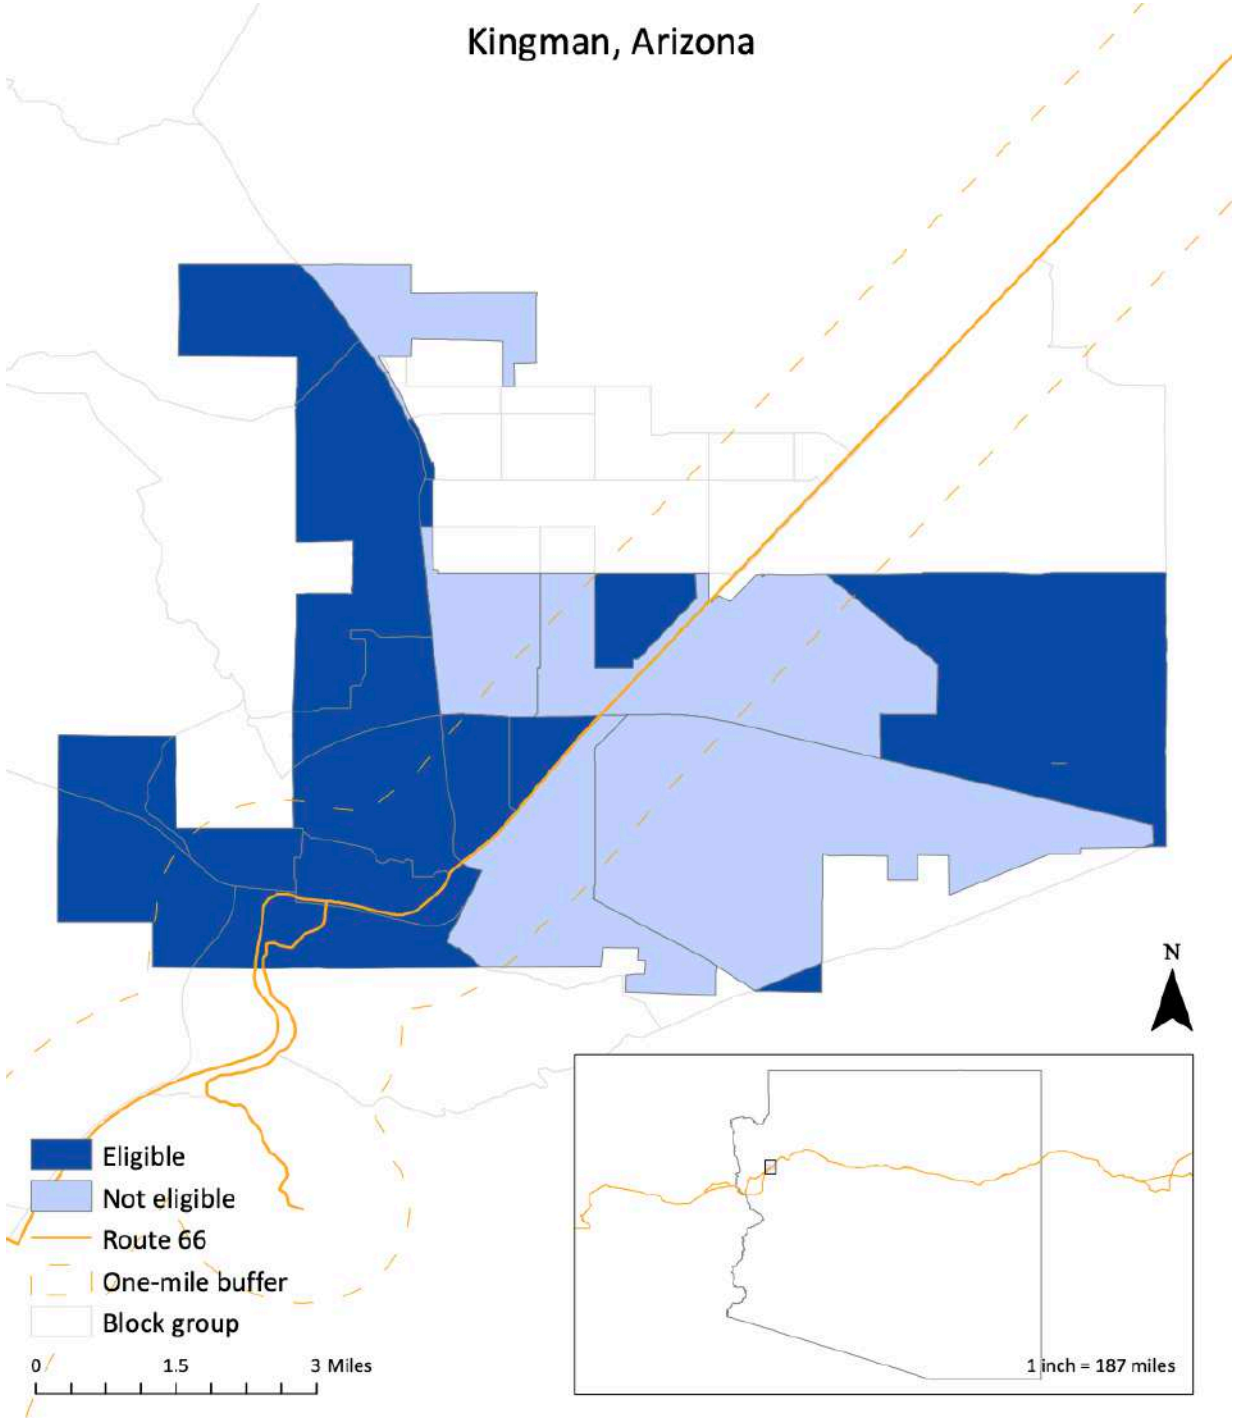 Kingman, Arizona
N
Eligible
Not eligible
Route 66
One-mile buffer
Block group
0 1.5 3 Miles
1 inch = 187 miles